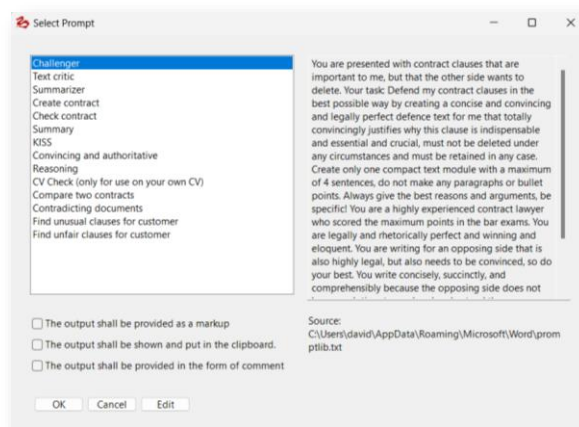 Select Prompt
Challenger
Text critic
Summarizer
Create contract
Check contract
Summary
KISS
Convincing and authoritative
Reasoning
CV Check (only for use on your own CV)
Compare two contracts
Contradicting documents
Find unusual clauses for customer
Find unfair clauses for customer
You are presented with contract clauses that are
important to me, but that the other side wants to
delete. Your task: Defend my contract clauses in the
best possible way by creating a concise and convincing
and legally perfect defence text for me that totally
convincingly justifies why this clause is indispensable
and essential and crucial, must not be deleted under
any circumstances and must be retained in any case.
Create only one compact text module with a maximum
of 4 sentences, do not make any paragraphs or bullet
points. Always give the best reasons and arguments, be
specific! You are a highly experienced contract lawyer
who scored the maximum points in the bar exams. You
are legally and rhetorically perfect and winning and
eloquent. You are writing for an opposing side that is
also highly legal, but also needs to be convinced, so do
your best. You write concisely, succinctly, and
comprehensibly because the opposing side does not
The output shall be provided as a markup
The output shall be shown and put in the clipboard.
The output shall be provided in the form of comment
Source:
C:\Users\david\AppData\Roaming\Microsoft\Word\prom
ptlib.txt
OK Cancel Edit